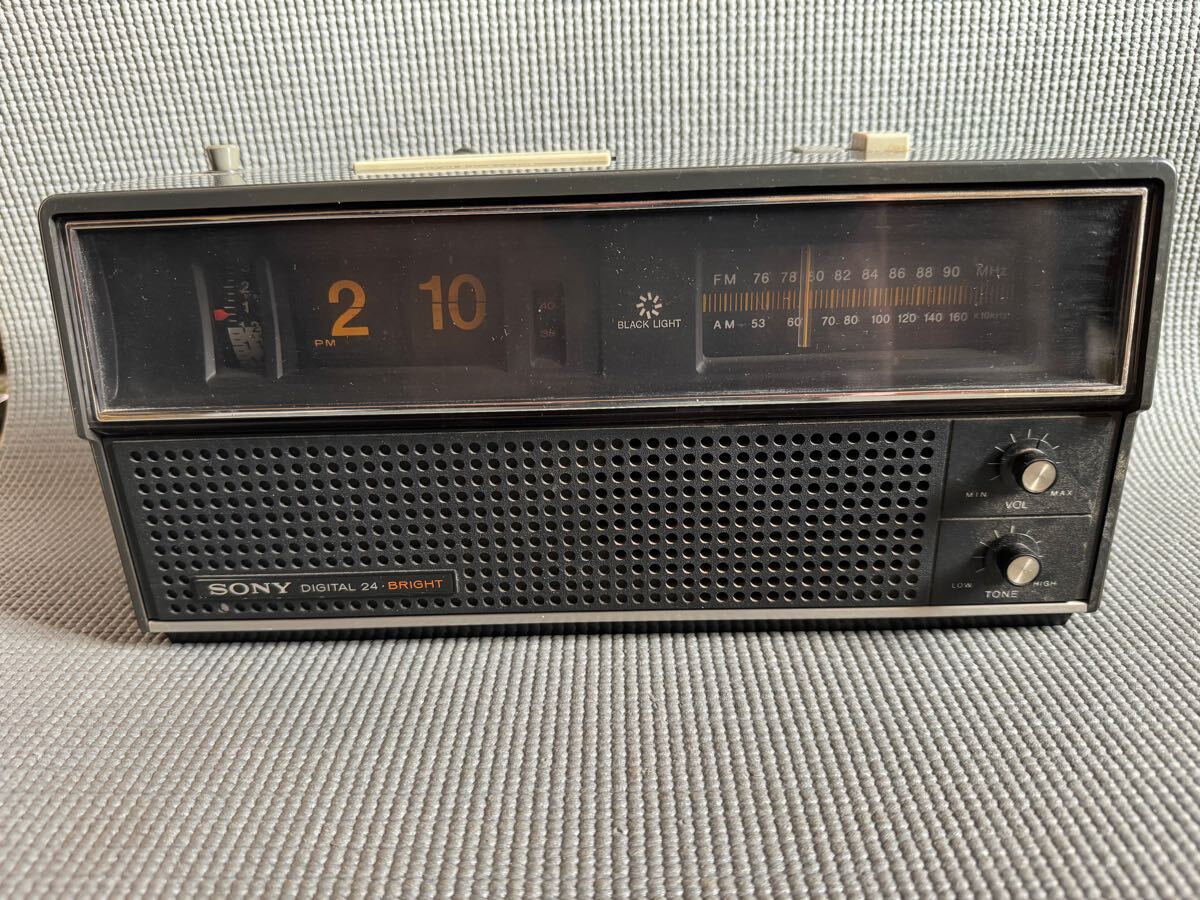 2 10
PM
BLACK LIGHT
FM 76 78 80 82 84 86 88 90 MHz
AM 53 60 70 80 100 120 140 160 x10kHz
MIN MAX
VOL
LOW HIGH
TONE
SONY DIGITAL 24·BRIGHT